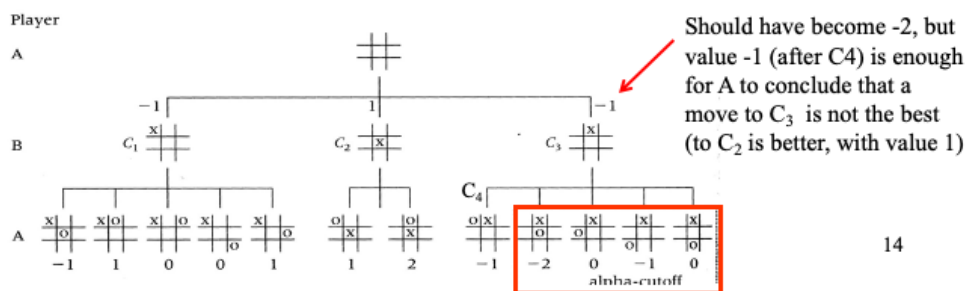 Player
Should have become -2, but
value -1 (after C4) is enough
for A to conclude that a
move to C3 is not the best
(to C2 is better, with value 1)
A
−1 1 −1
B C1 x C2 x C3 x
C4
A
x o x o x o x o x o o x o x o x x o x o x o x o
−1 1 0 0 1 1 2 −1 −2 0 −1 0
alpha-cutoff
14